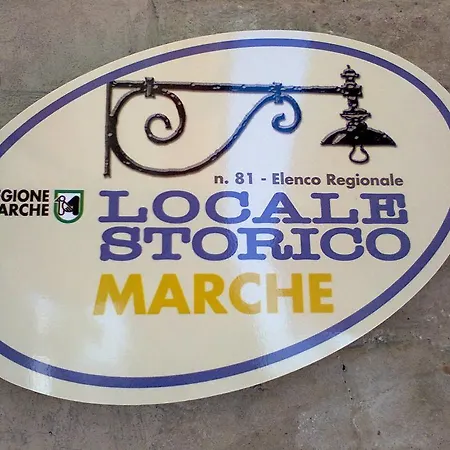 n. 81 - Elenco Regionale
EGIONE
ARCHE
LOCALE
STORICO
MARCHE